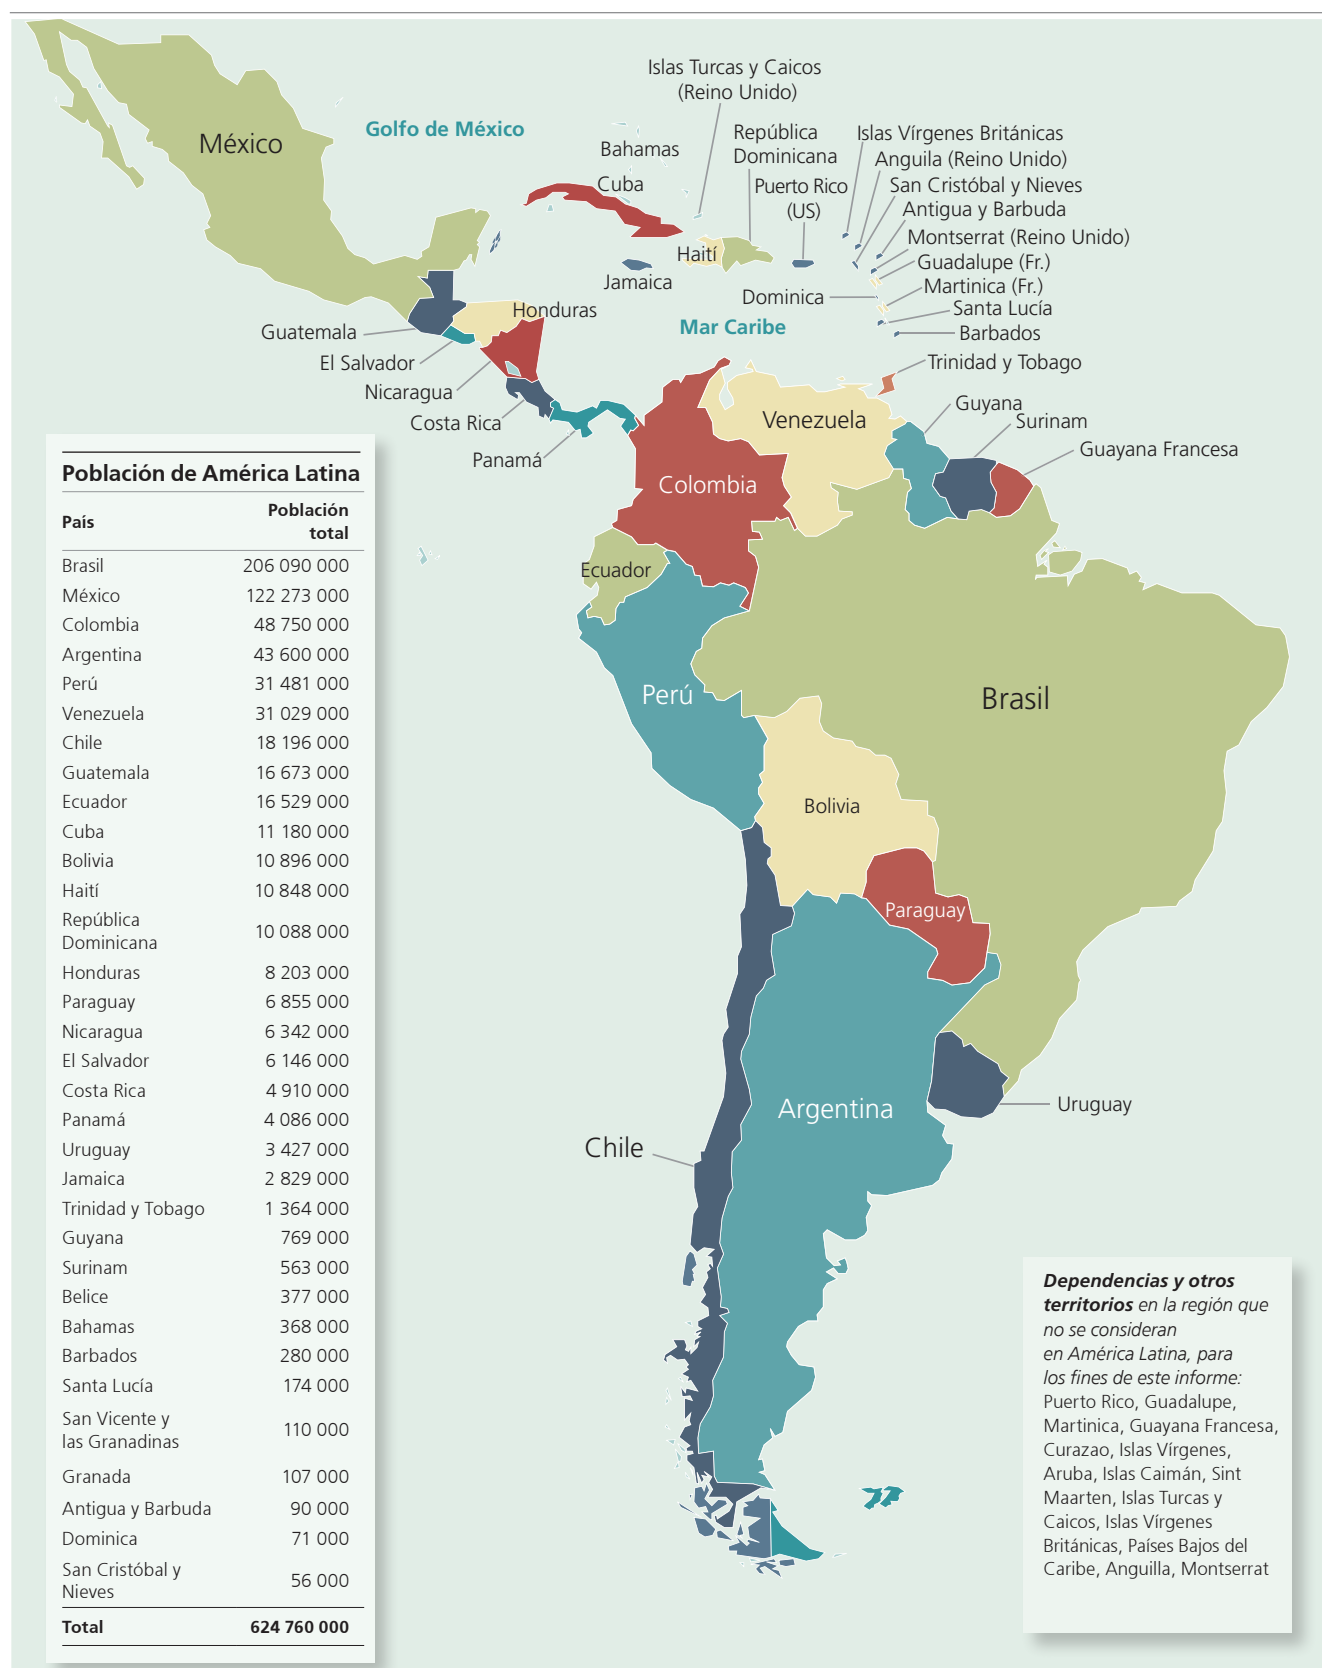 Islas Turcas y Caicos
(Reino Unido)
Golfo de México
República
Dominicana
Islas Vírgenes Británicas
México
Bahamas
Anguila (Reino Unido)
Cuba
Puerto Rico
(US)
San Cristóbal y Nieves
Antigua y Barbuda
Montserrat (Reino Unido)
Haití
Guadalupe (Fr.)
Jamaica
Martinica (Fr.)
Dominica
Santa Lucía
Honduras
Mar Caribe
Barbados
Guatemala
El Salvador
Trinidad y Tobago
Nicaragua
Guyana
Costa Rica
Venezuela
Surinam
Panamá
Guayana Francesa
Colombia
Ecuador
Perú
Brasil
Bolivia
Paraguay
Argentina
Uruguay
Chile
Población de América Latina
País
Población
total
Brasil 206 090 000
México 122 273 000
Colombia 48 750 000
Argentina 43 600 000
Perú 31 481 000
Venezuela 31 029 000
Chile 18 196 000
Guatemala 16 673 000
Ecuador 16 529 000
Cuba 11 180 000
Bolivia 10 896 000
Haití 10 848 000
República
Dominicana 10 088 000
Honduras 8 203 000
Paraguay 6 855 000
Nicaragua 6 342 000
El Salvador 6 146 000
Costa Rica 4 910 000
Panamá 4 086 000
Uruguay 3 427 000
Jamaica 2 829 000
Trinidad y Tobago 1 364 000
Guyana 769 000
Surinam 563 000
Belice 377 000
Bahamas 368 000
Barbados 280 000
Santa Lucía 174 000
San Vicente y
las Granadinas 110 000
Granada 107 000
Antigua y Barbuda 90 000
Dominica 71 000
San Cristóbal y
Nieves 56 000
Total 624 760 000
Dependencias y otros
territorios en la región que
no se consideran
en América Latina, para
los fines de este informe:
Puerto Rico, Guadalupe,
Martinica, Guayana Francesa,
Curazao, Islas Vírgenes,
Aruba, Islas Caimán, Sint
Maarten, Islas Turcas y
Caicos, Islas Vírgenes
Británicas, Países Bajos del
Caribe, Anguilla, Montserrat